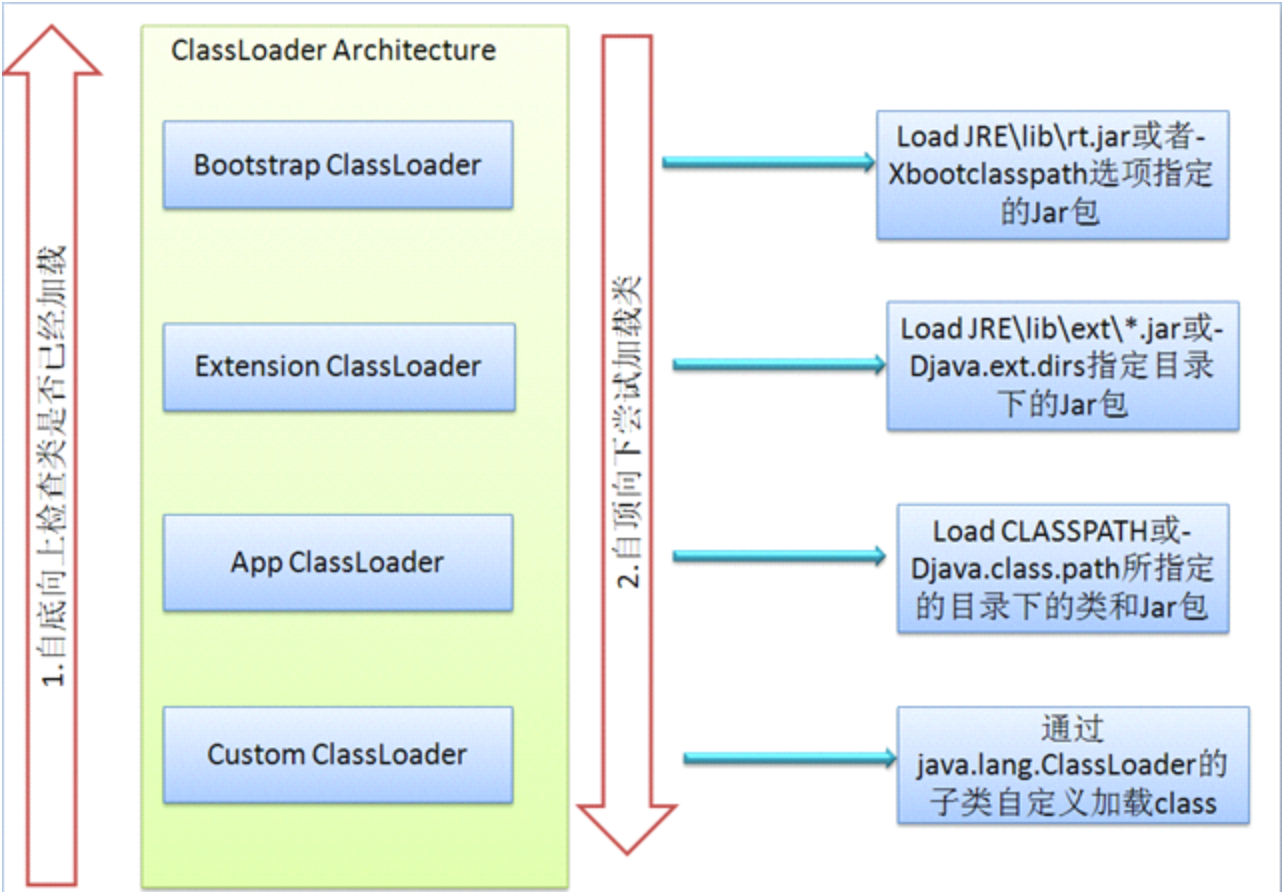 ClassLoader Architecture
1.自底向上检查类是否已经加载
2.自顶向下尝试加载类
Bootstrap ClassLoader
Load JRE\lib\rt.jar或者-
Xbootclasspath选项指定
的Jar包
Extension ClassLoader
Load JRE\lib\ext\*.jar或-
Djava.ext.dirs指定目录
下的Jar包
App ClassLoader
Load CLASSPATH或-
Djava.class.path所指定
的目录下的类和Jar包
Custom ClassLoader
通过
java.lang.ClassLoader的
子类自定义加载class